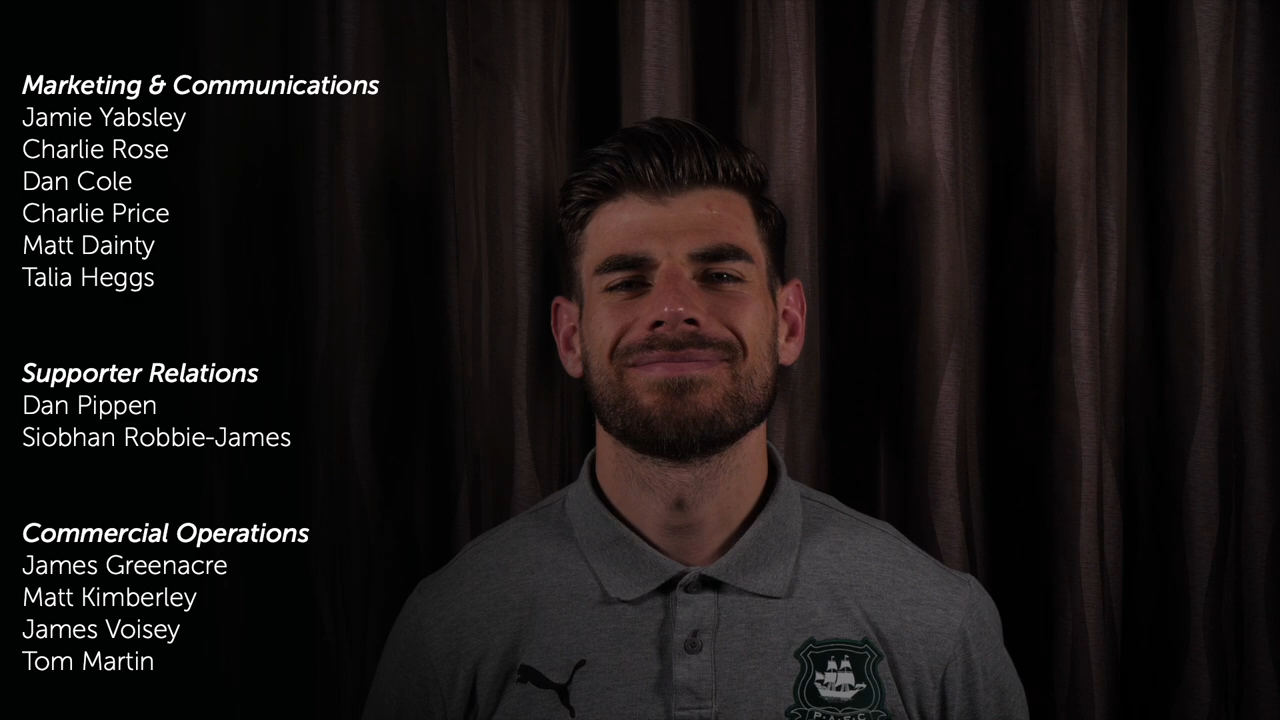 Marketing & Communications
Jamie Yabsley
Charlie Rose
Dan Cole
Charlie Price
Matt Dainty
Talia Heggs
Supporter Relations
Dan Pippen
Siobhan Robbie-James
Commercial Operations
James Greenacre
Matt Kimberley
James Voisey
Tom Martin
P.A.F.C